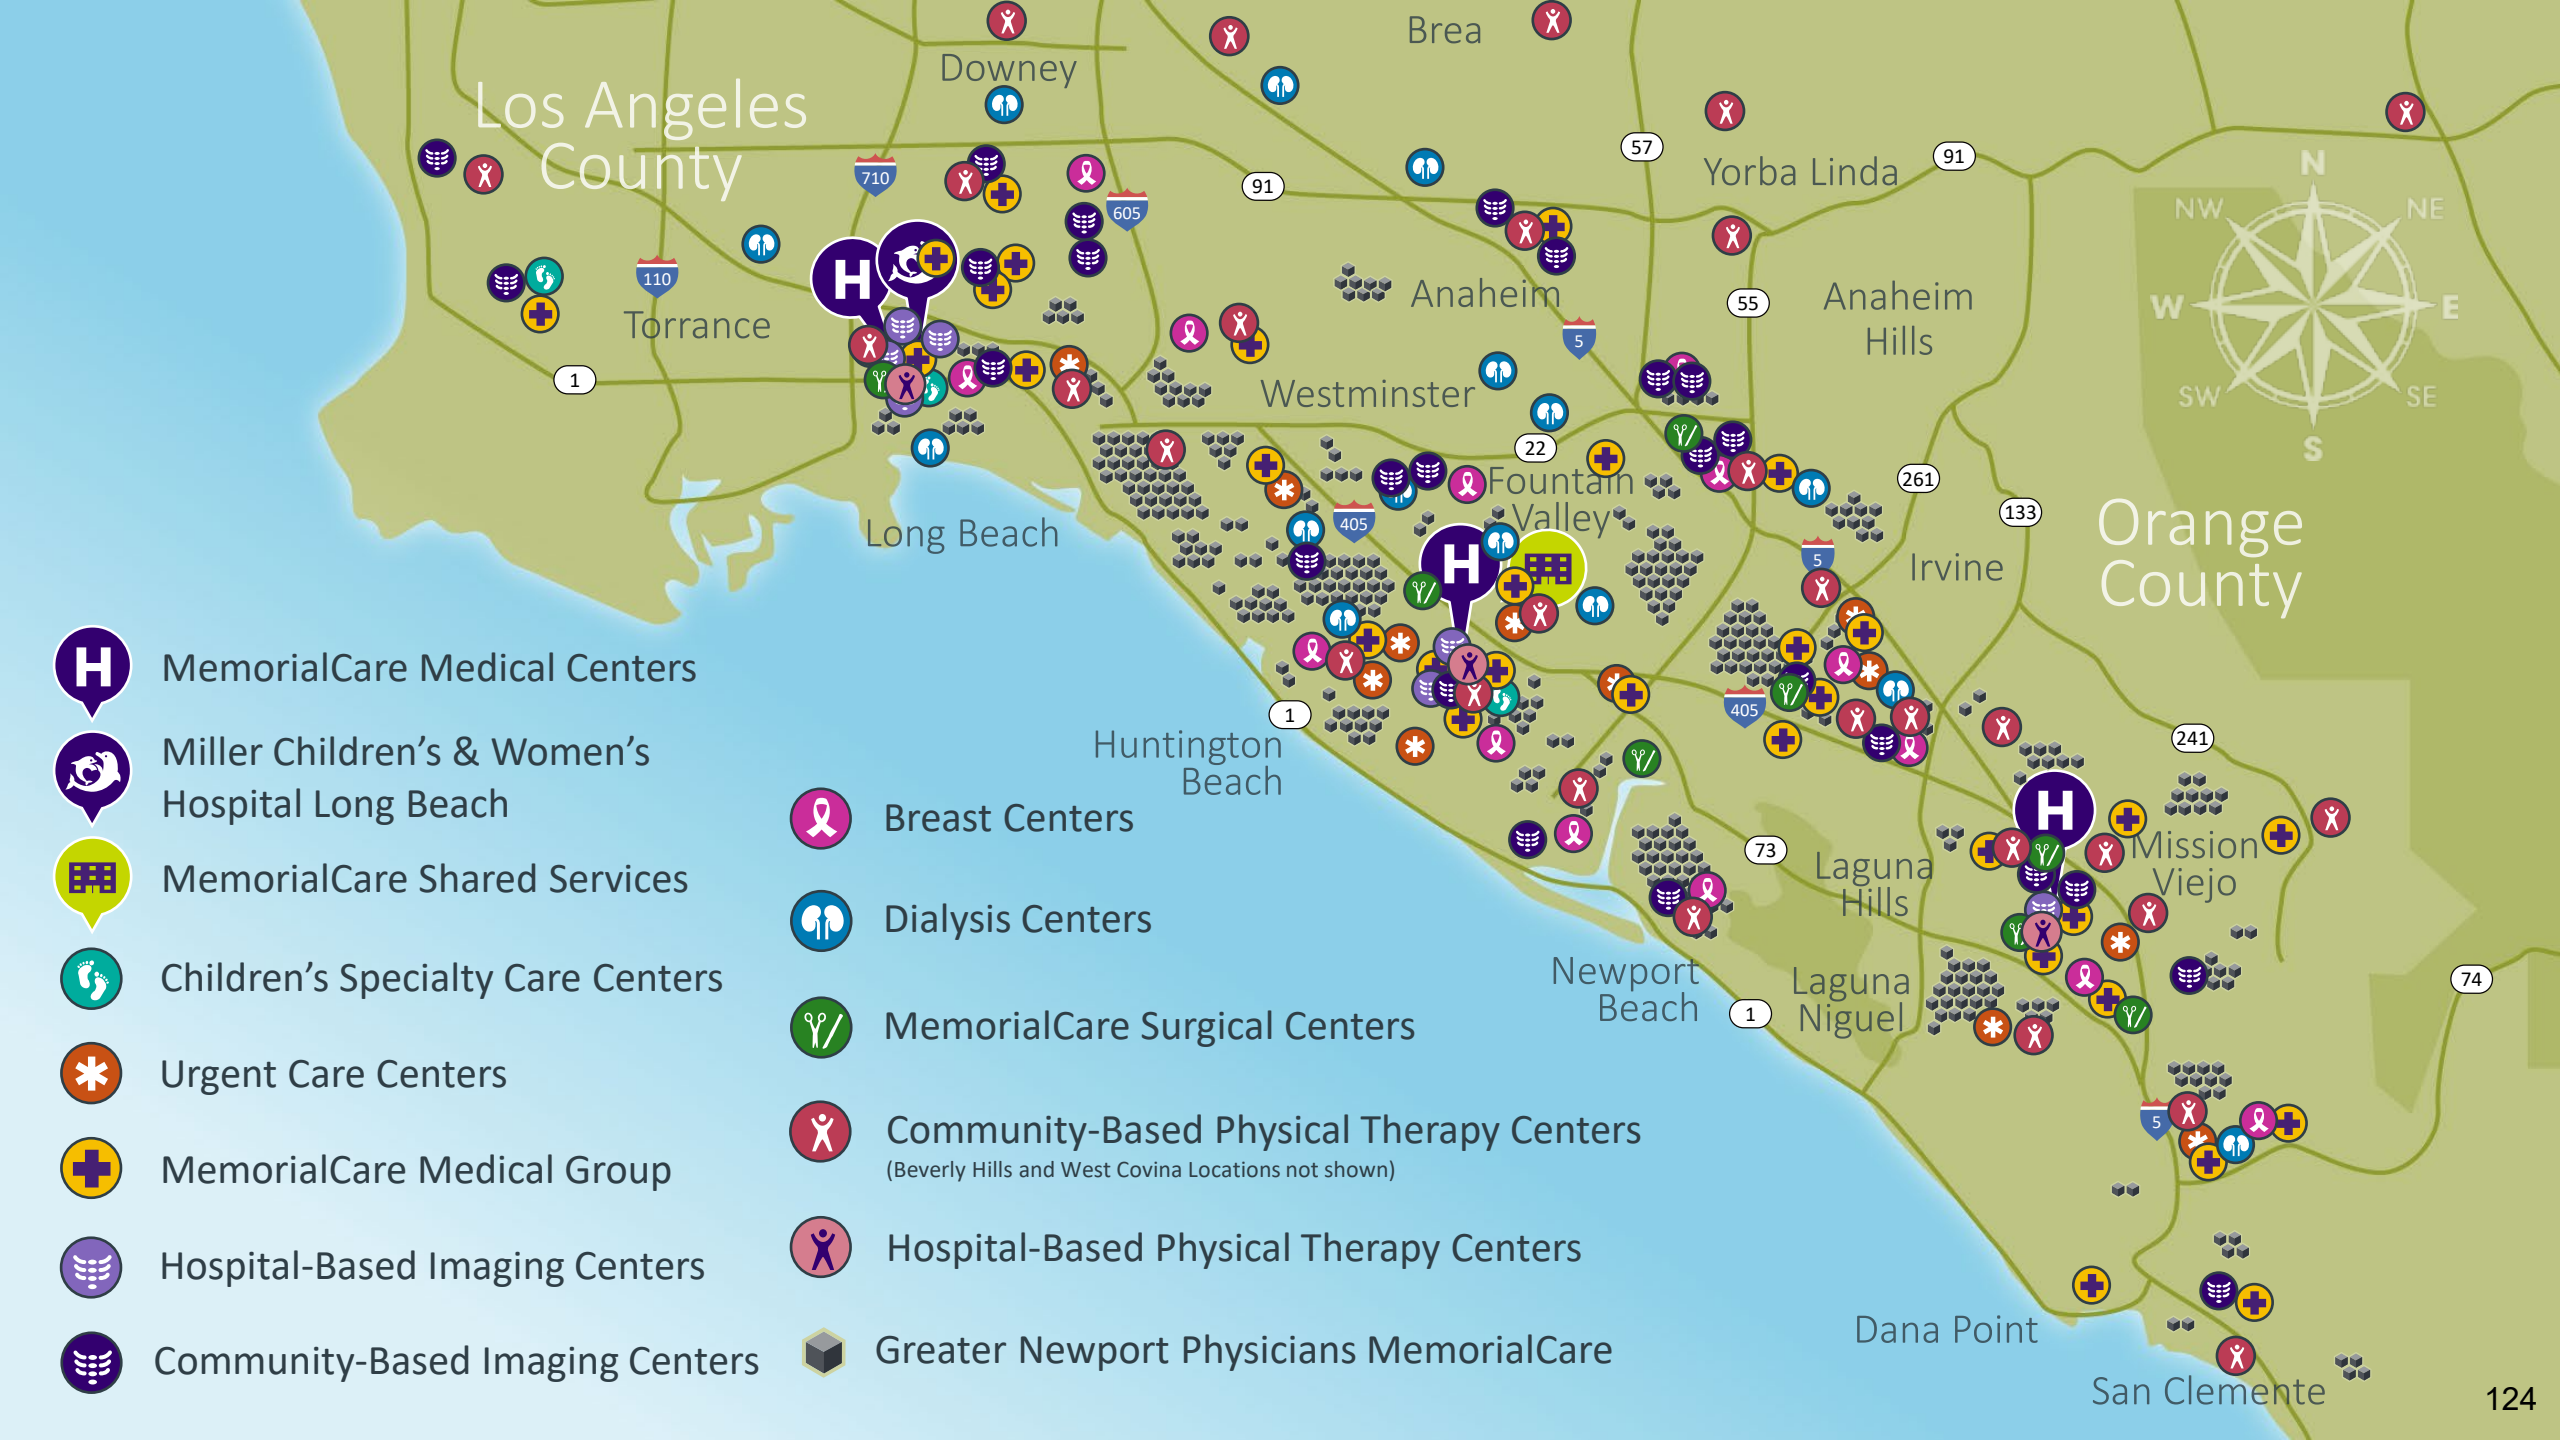 Brea
Downey
Los Angeles
County
57
Yorba Linda
91
710
91
605
N
NW
NE
W
E
SW
SE
S
110
Torrance
Anaheim
55
Anaheim
Hills
5
1
Westminster
22
Fountain
Valley
261
133
405
Long Beach
5
Irvine
Orange
County
H
H
H
MemorialCare Medical Centers
H
Miller Children's & Women's
Hospital Long Beach
MemorialCare Shared Services
Children's Specialty Care Centers
Urgent Care Centers
MemorialCare Medical Group
Hospital-Based Imaging Centers
Community-Based Imaging Centers
1
Huntington
Beach
405
241
H
Breast Centers
Dialysis Centers
MemorialCare Surgical Centers
Community-Based Physical Therapy Centers
(Beverly Hills and West Covina Locations not shown)
Hospital-Based Physical Therapy Centers
Greater Newport Physicians MemorialCare
73
Laguna
Hills
Mission
Viejo
Newport
Beach
1
Laguna
Niguel
74
5
Dana Point
San Clemente
124